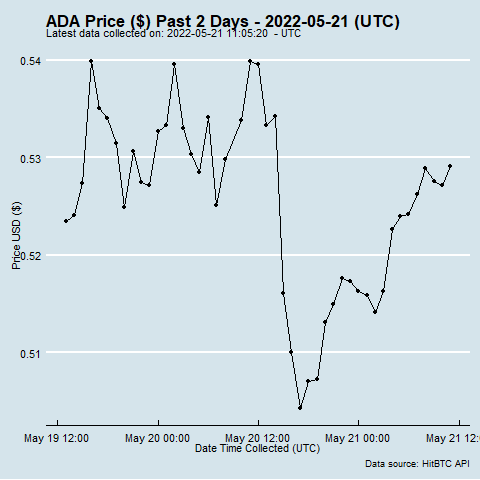 ADA Price ($) Past 2 Days - 2022-05-21 (UTC)
Latest data collected on: 2022-05-21 11:05:20 - UTC
0.54
0.53
0.52
0.51
Price USD ($)
May 19 12:00
May 20 00:00
May 20 12:00
May 21 00:00
May 21 12:0
Date Time Collected (UTC)
Data source: HitBTC API